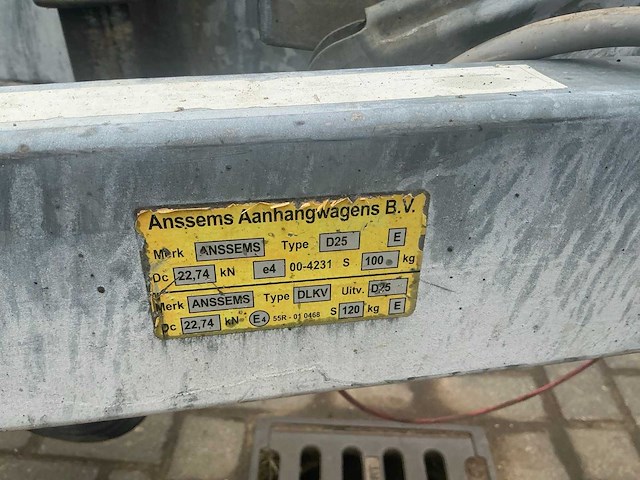 Anssems Aanhangwagens B.V.
Merk ANSSEMS Type D25 E
Dc 22,74 kN e4 00-4231 S 100 kg
Merk ANSSEMS Type DLKV Uitv. D25
Dc 22,74 kN E4 55R - 01 0468 S 120 kg E